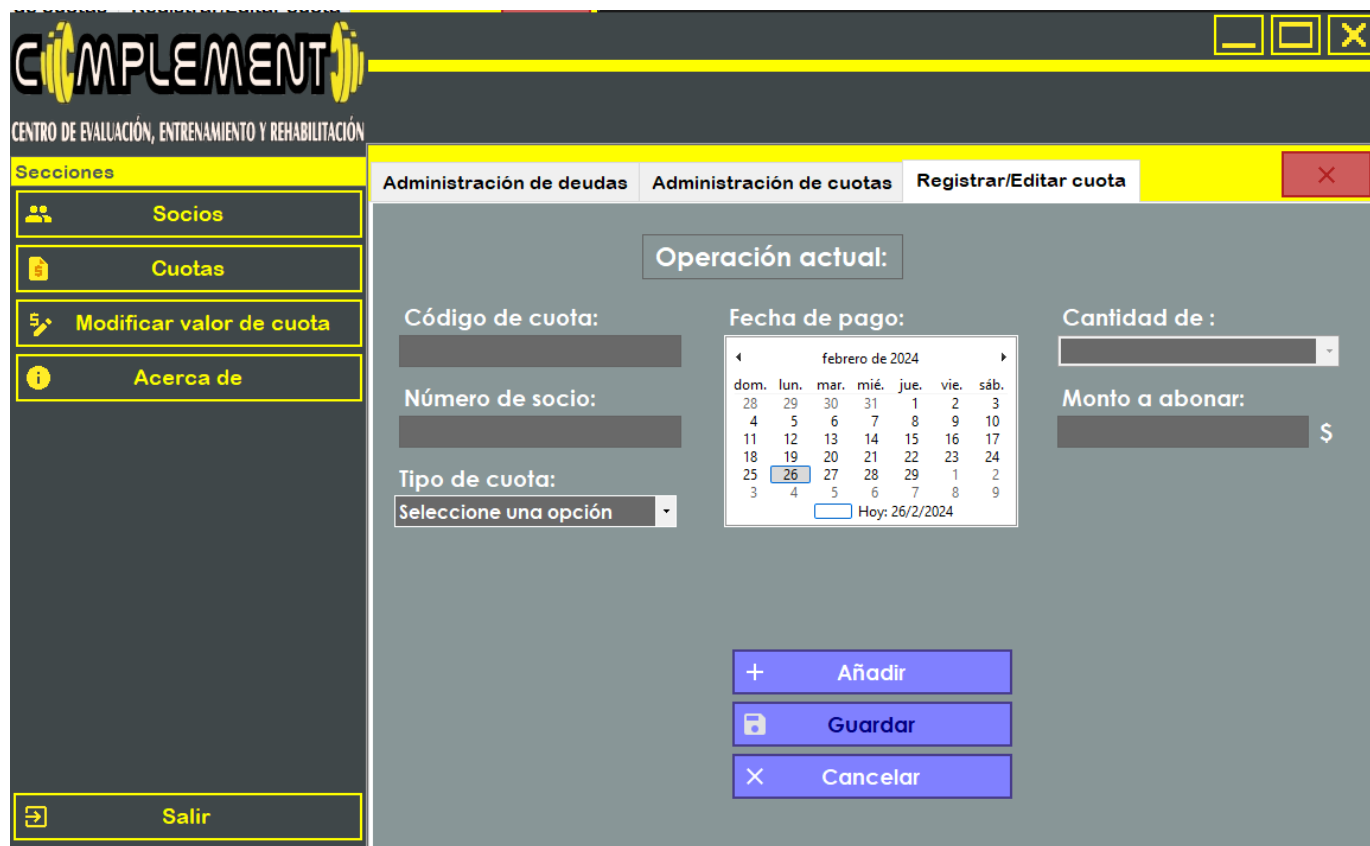 COMPLEMENTO
CENTRO DE EVALUACIÓN, ENTRENAMIENTO Y REHABILITACIÓN
Secciones
Socios
Cuotas
Modificar valor de cuota
Acerca de
Salir
Administración de deudas
Administración de cuotas
Registrar/Editar cuota
Operación actual:
Código de cuota:
Número de socio:
Tipo de cuota:
Seleccione una opción
Fecha de pago:
febrero de 2024
dom. lun. mar. mié. jue. vie. sáb.
28 29 30 31 1 2 3
4 5 6 7 8 9 10
11 12 13 14 15 16 17
18 19 20 21 22 23 24
25 26 27 28 29 1 2
3 4 5 6 7 8 9
Hoy: 26/2/2024
Cantidad de :
Monto a abonar:
$
Añadir
Guardar
Cancelar